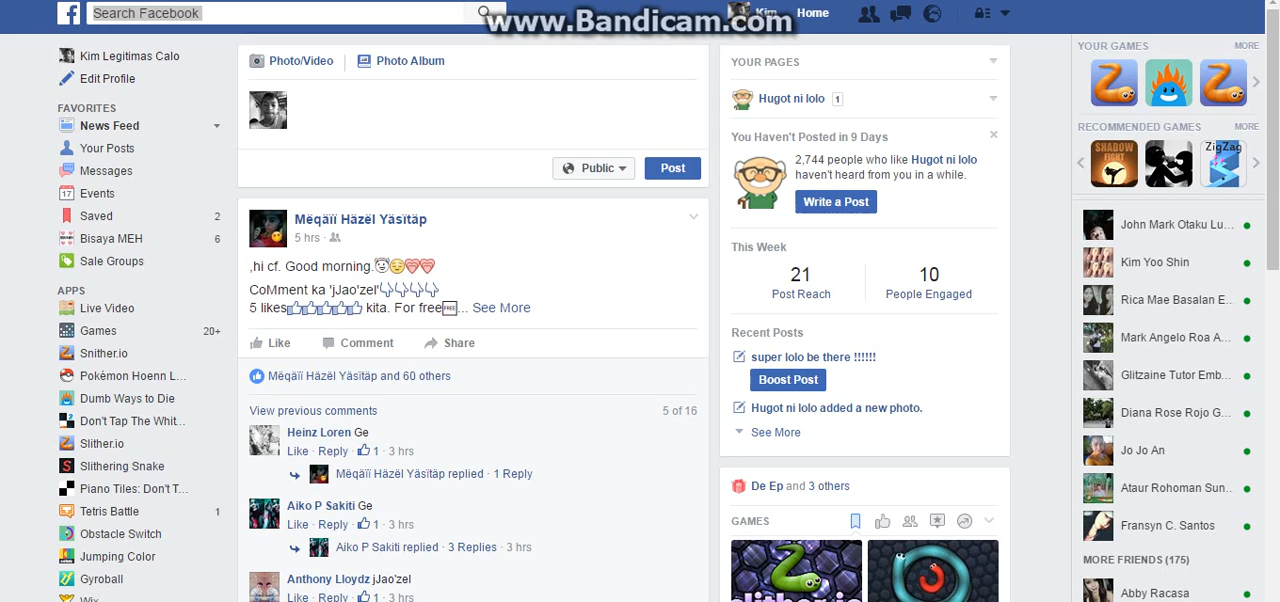 f Search Facebook
www.Bandicam.com
Kim Home
Kim Legitimas Calo
Edit Profile
FAVORITES
News Feed
Your Posts
Messages
17 Events
Saved 2
Bisaya MEH 6
Sale Groups
APPS
Live Video
Games 20+
Snither.io
Pokémon Hoenn L...
Dumb Ways to Die
Don't Tap The Whit...
Slither.io
Slithering Snake
Piano Tiles: Don't T...
Tetris Battle 1
Obstacle Switch
Jumping Color
Gyroball
Wix
Photo/Video Photo Album
Public Post
Mëqäïï Häzël Yäsïtäp
5 hrs ·
,hi cf. Good morning.
CoMment ka 'jJao'zel'
5 likes kita. For free FREE ... See More
Like Comment Share
Mëqäïï Häzël Yäsïtäp and 60 others
View previous comments 5 of 16
Heinz Loren Ge
Like · Reply · 1 · 3 hrs
Mëqäïï Häzël Yäsïtäp replied · 1 Reply
Aiko P Sakiti Ge
Like · Reply · 1 · 3 hrs
Aiko P Sakiti replied · 3 Replies · 3 hrs
Anthony Lloydz jJao'zel
Like · Reply · 1 · 3 hrs
YOUR PAGES
Hugot ni lolo 1
You Haven't Posted in 9 Days
2,744 people who like Hugot ni lolo
haven't heard from you in a while.
Write a Post
This Week
21 10
Post Reach People Engaged
Recent Posts
super lolo be there !!!!!!
Boost Post
Hugot ni lolo added a new photo.
See More
De Ep and 3 others
GAMES
slither.io
YOUR GAMES MORE
RECOMMENDED GAMES MORE
SHADOW
FIGHT
ZigZag
John Mark Otaku Lu...
Kim Yoo Shin
Rica Mae Basalan E...
Mark Angelo Roa A...
Glitzaine Tutor Emb...
Diana Rose Rojo G...
Jo Jo An
Ataur Rohoman Sun...
Fransyn C. Santos
MORE FRIENDS (175)
Abby Racasa